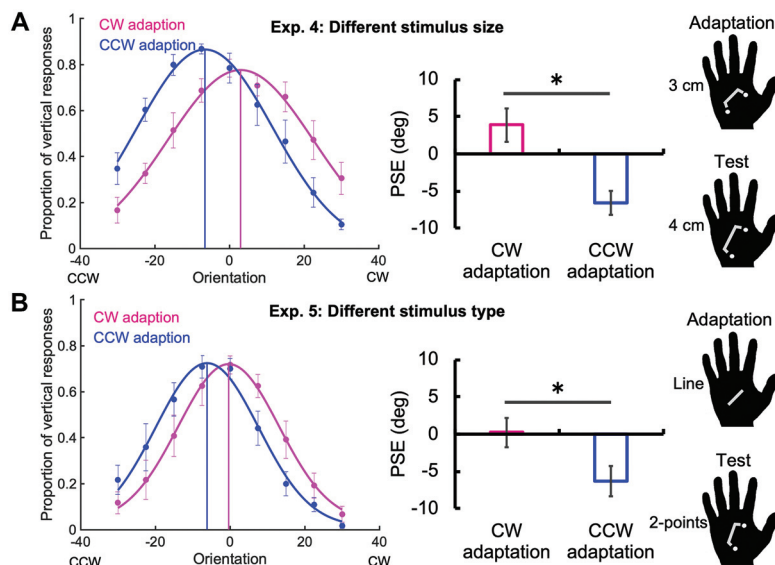 A
CW adaption
CCW adaption
Exp. 4: Different stimulus size
Proportion of vertical responses
1
0.8
0.6
0.4
0.2
0
-40
-20
0
20
40
CCW
Orientation
CW
PSE (deg)
10
5
0
-5
-10
*
CW
adaptation
CCW
adaptation
Adaptation
3 cm
Test
4 cm
B
CW adaption
CCW adaption
Exp. 5: Different stimulus type
Proportion of vertical responses
1
0.8
0.6
0.4
0.2
0
-40
-20
0
20
40
CCW
Orientation
CW
PSE (deg)
10
5
0
-5
-10
*
CW
adaptation
CCW
adaptation
Adaptation
Line
Test
2-points